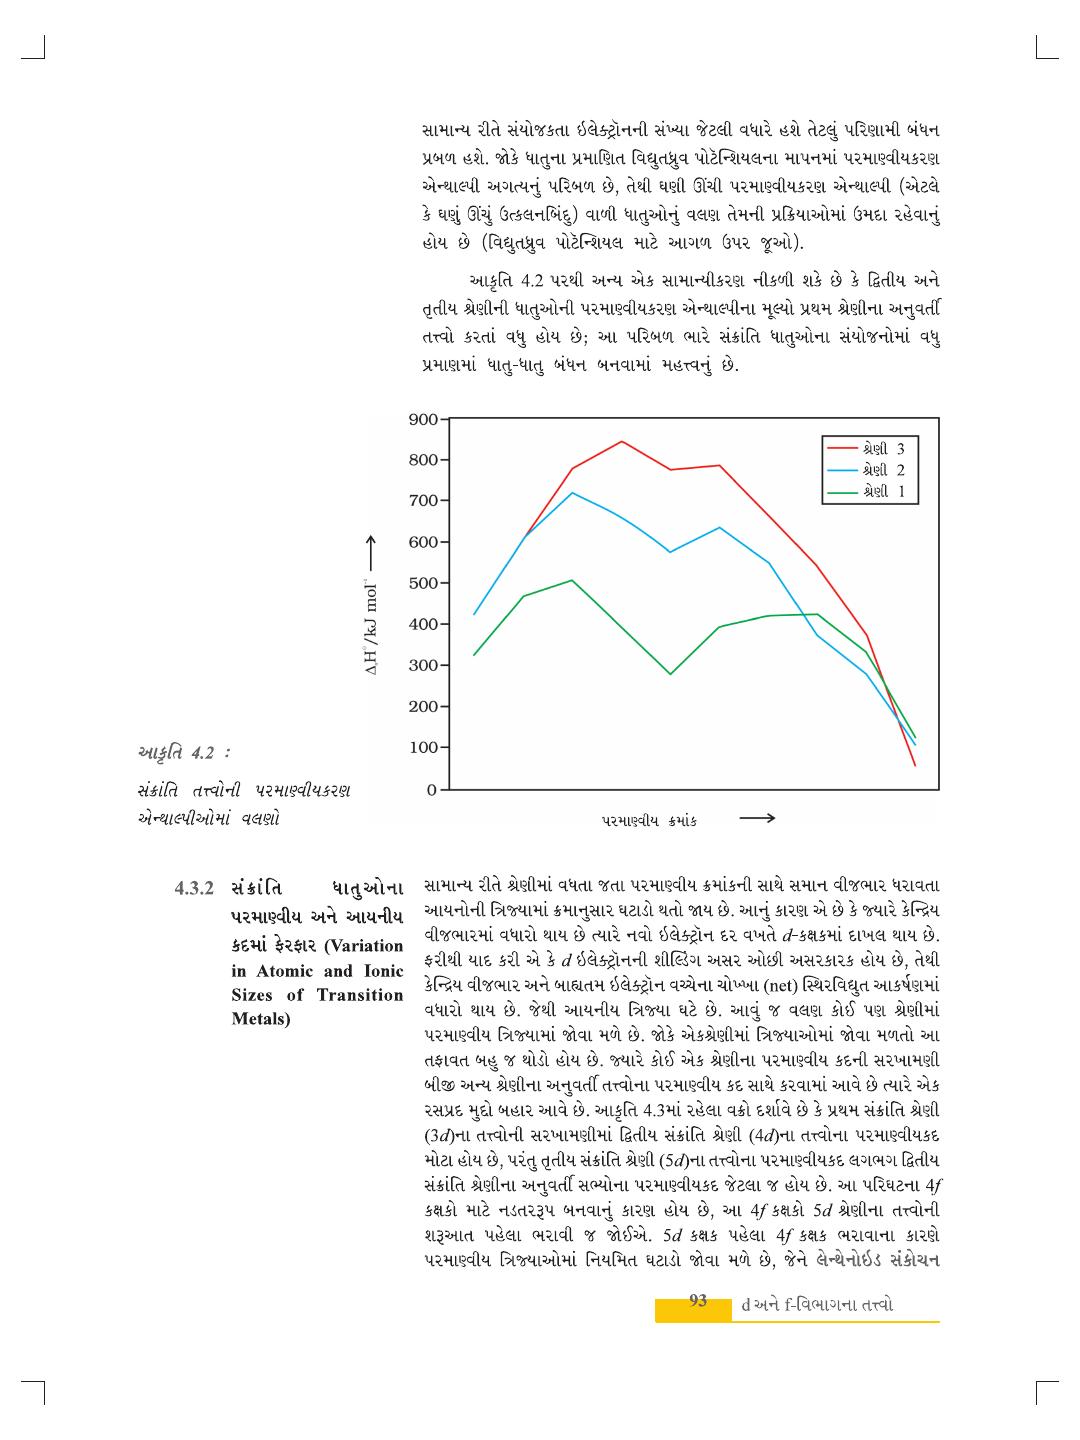 સામાન્ય રીતે સંયોજકતા ઇલેક્ટ્રૉનની સંખ્યા જેટલી વધારે હશે તેટલું પરિણામી બંધન
પ્રબળ હશે. જોકે ધાતુના પ્રમાણિત વિદ્યુતધ્રુવ પોટૅન્શિયલના માપનમાં પરમાણ્વીયકરણ
એન્થાલ્પી અગત્યનું પરિબળ છે, તેથી ઘણી ઊંચી પરમાણ્વીયકરણ એન્થાલ્પી (એટલે
કે ઘણું ઊંચું ઉત્કલનબિંદુ) વાળી ધાતુઓનું વલણ તેમની પ્રક્રિયાઓમાં ઉમદા રહેવાનું
હોય છે (વિદ્યુતધ્રુવ પોટૅન્શિયલ માટે આગળ ઉપર જૂઓ).
આકૃતિ 4.2 પરથી અન્ય એક સામાન્યીકરણ નીકળી શકે છે કે દ્વિતીય અને
તૃતીય શ્રેણીની ધાતુઓની પરમાણ્વીયકરણ એન્થાલ્પીના મૂલ્યો પ્રથમ શ્રેણીના અનુવર્તી
તત્ત્વો કરતાં વધુ હોય છે; આ પરિબળ ભારે સંક્રાંતિ ધાતુઓના સંયોજનોમાં વધુ
પ્રમાણમાં ધાતુ-ધાતુ બંધન બનવામાં મહત્ત્વનું છે.
900
800
700
600
500
400
300
200
100
0
શ્રેણી 3
શ્રેણી 2
શ્રેણી 1
ΔₐH°/kJ mol⁻¹
પરમાણ્વીય ક્રમાંક
આકૃતિ 4.2 :
સંક્રાંતિ તત્ત્વોની પરમાણ્વીયકરણ
એન્થાલ્પીઓમાં વલણો
4.3.2 સંક્રાંતિ ધાતુઓના
પરમાણ્વીય અને આયનીય
કદમાં ફેરફાર (Variation
in Atomic and Ionic
Sizes of Transition
Metals)
સામાન્ય રીતે શ્રેણીમાં વધતા જતા પરમાણ્વીય ક્રમાંકની સાથે સમાન વીજભાર ધરાવતા
આયનોની ત્રિજ્યામાં ક્રમાનુસાર ઘટાડો થતો જાય છે. આનું કારણ એ છે કે જ્યારે કેન્દ્રિય
વીજભારમાં વધારો થાય છે ત્યારે નવો ઇલેક્ટ્રૉન દર વખતે d-કક્ષકમાં દાખલ થાય છે.
ફરીથી યાદ કરી એ કે d ઇલેક્ટ્રૉનની શીલ્ડિંગ અસર ઓછી અસરકારક હોય છે, તેથી
કેન્દ્રિય વીજભાર અને બાહ્યતમ ઇલેક્ટ્રૉન વચ્ચેના ચોખ્ખા (net) સ્થિરવિદ્યુત આકર્ષણમાં
વધારો થાય છે. જેથી આયનીય ત્રિજ્યા ઘટે છે. આવું જ વલણ કોઈ પણ શ્રેણીમાં
પરમાણ્વીય ત્રિજ્યામાં જોવા મળે છે. જોકે એકશ્રેણીમાં ત્રિજ્યાઓમાં જોવા મળતો આ
તફાવત બહુ જ થોડો હોય છે. જ્યારે કોઈ એક શ્રેણીના પરમાણ્વીય કદની સરખામણી
બીજી અન્ય શ્રેણીના અનુવર્તી તત્ત્વોના પરમાણ્વીય કદ સાથે કરવામાં આવે છે ત્યારે એક
રસપ્રદ મુદ્દો બહાર આવે છે. આકૃતિ 4.3માં રહેલા વક્રો દર્શાવે છે કે પ્રથમ સંક્રાંતિ શ્રેણી
(3d)ના તત્ત્વોની સરખામણીમાં દ્વિતીય સંક્રાંતિ શ્રેણી (4d)ના તત્ત્વોના પરમાણ્વીયકદ
મોટા હોય છે, પરંતુ તૃતીય સંક્રાંતિ શ્રેણી (5d)ના તત્ત્વોના પરમાણ્વીયકદ લગભગ દ્વિતીય
સંક્રાંતિ શ્રેણીના અનુવર્તી સભ્યોના પરમાણ્વીયકદ જેટલા જ હોય છે. આ પરિઘટના 4f
કક્ષકો માટે નડતરરૂપ બનવાનું કારણ હોય છે, આ 4f કક્ષકો 5d શ્રેણીના તત્ત્વોની
શરૂઆત પહેલા ભરાવી જ જોઈએ. 5d કક્ષક પહેલા 4f કક્ષક ભરાવાના કારણે
પરમાણ્વીય ત્રિજ્યાઓમાં નિયમિત ઘટાડો જોવા મળે છે, જેને લેન્થેનોઇડ સંકોચન
93 d અને f-વિભાગના તત્ત્વો